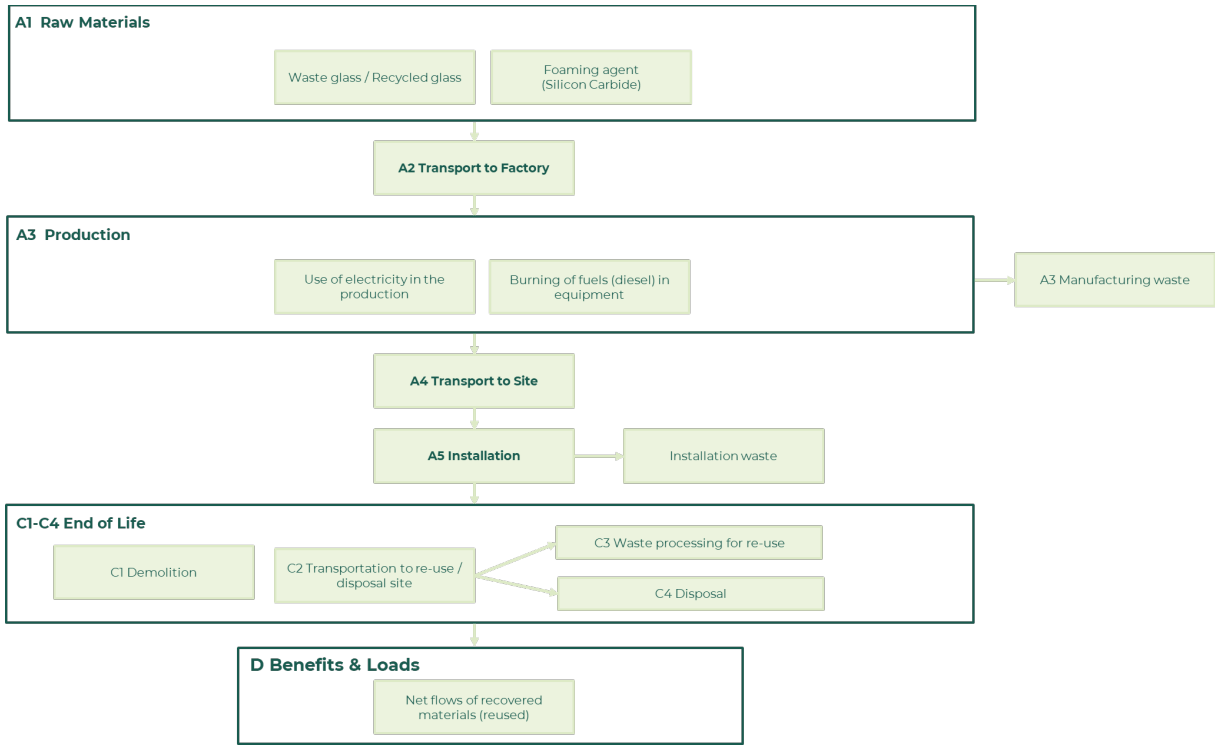 A1 Raw Materials
Waste glass / Recycled glass
Foaming agent
(Silicon Carbide)
A2 Transport to Factory
A3 Production
Use of electricity in the
production
Burning of fuels (diesel) in
equipment
A3 Manufacturing waste
A4 Transport to Site
A5 Installation
Installation waste
C1-C4 End of Life
C1 Demolition
C2 Transportation to re-use /
disposal site
C3 Waste processing for re-use
C4 Disposal
D Benefits & Loads
Net flows of recovered
materials (reused)